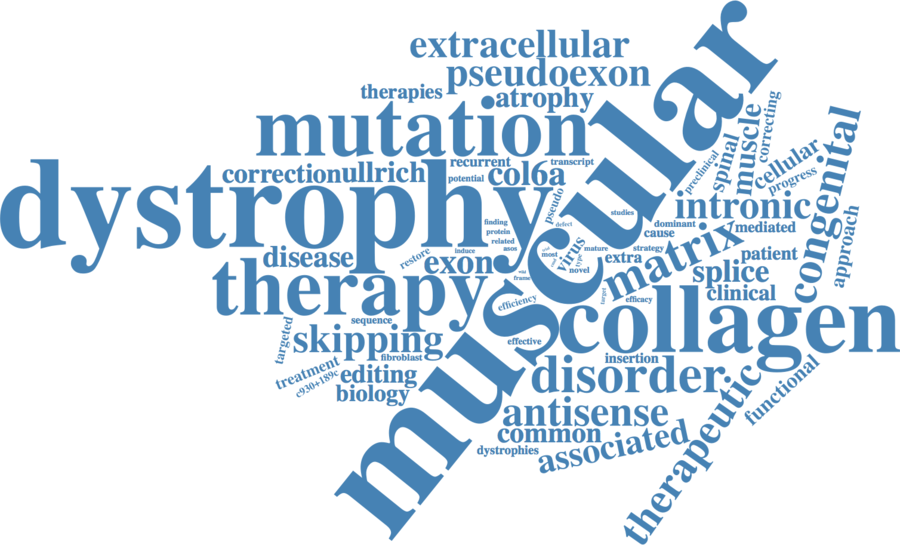 extracellular
pseudoexon
therapies
atrophy
mutation
muscular
dystrophy
correction
ullrich
recurrent
transcript
potential
col6a
pseudo
defect
studies
preclinical
spinal
muscle
correcting
cellular
progress
congenital
approach
intronic
dominant
mediated
cause
matrix
strategy
patient
splice
clinical
collagen
finding
protein
related
asos
induce
disease
restore
exon
therapy
virus
most
type
mature
extra
novel
frame
target
efficacy
efficiency
effective
sequence
targeted
skipping
fibroblast
treatment
c930+189c
editing
biology
insertion
disorder
antisense
common
dystrophies
associated
therapeutic
functional